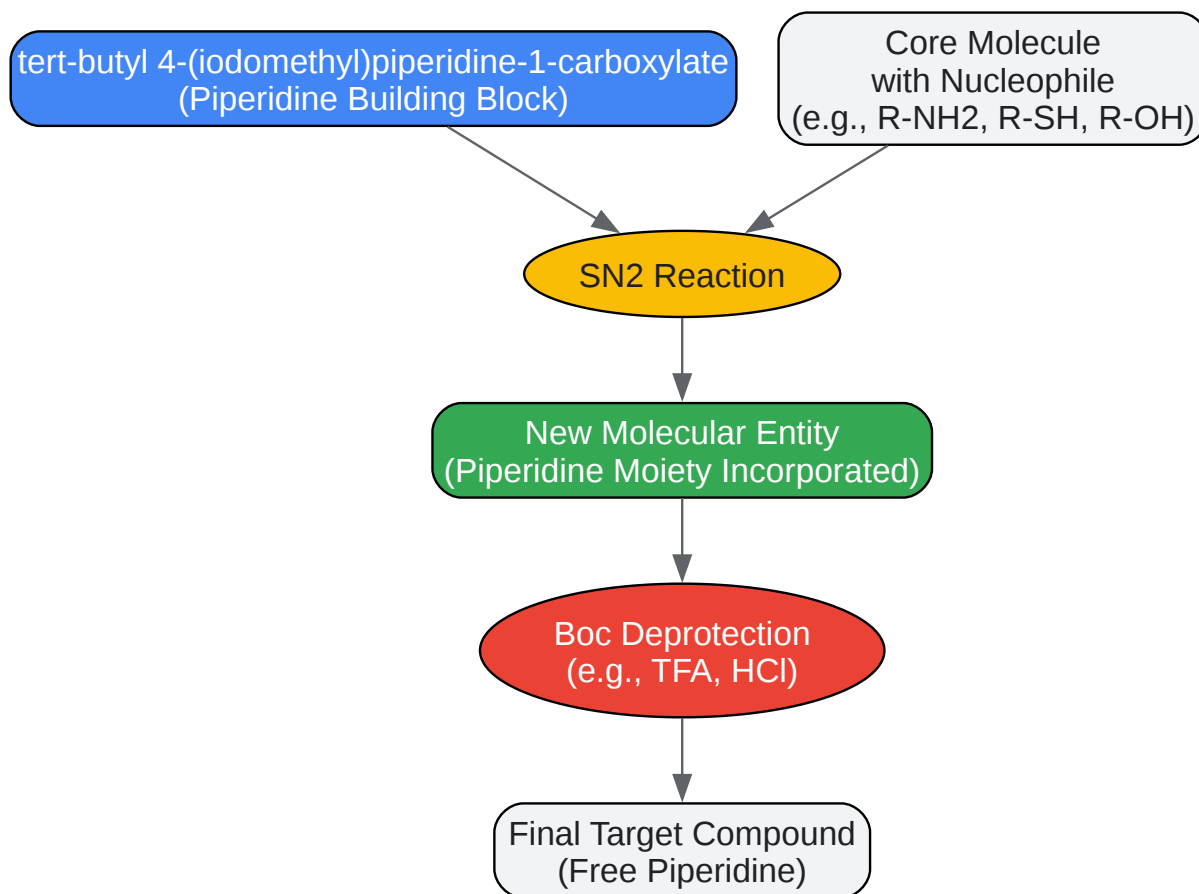 tert-butyl 4-(iodomethyl)piperidine-1-carboxylate
(Piperidine Building Block)
Core Molecule
with Nucleophile
(e.g., R-NH2, R-SH, R-OH)
SN2 Reaction
New Molecular Entity
(Piperidine Moiety Incorporated)
Boc Deprotection
(e.g., TFA, HCl)
Final Target Compound
(Free Piperidine)